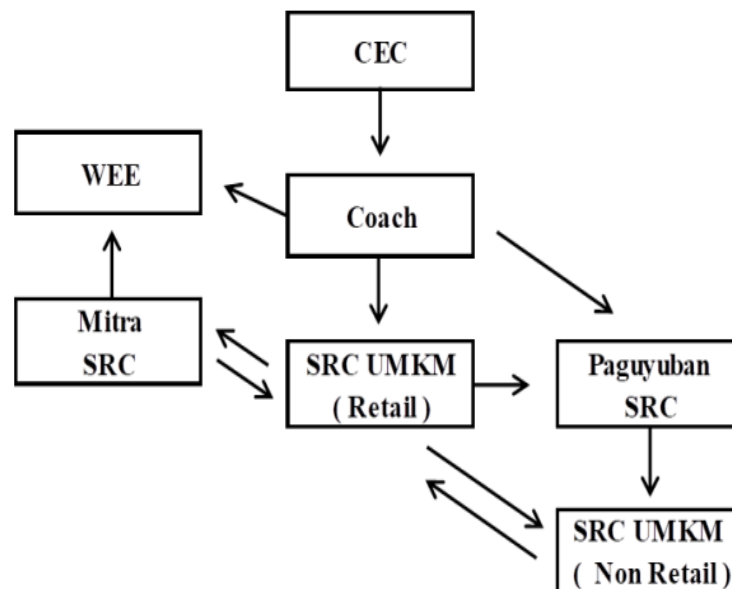 CEC
WEE
Coach
Mitra
SRC
SRC UMKM
( Retail )
Paguyuban
SRC
SRC UMKM
( Non Retail )